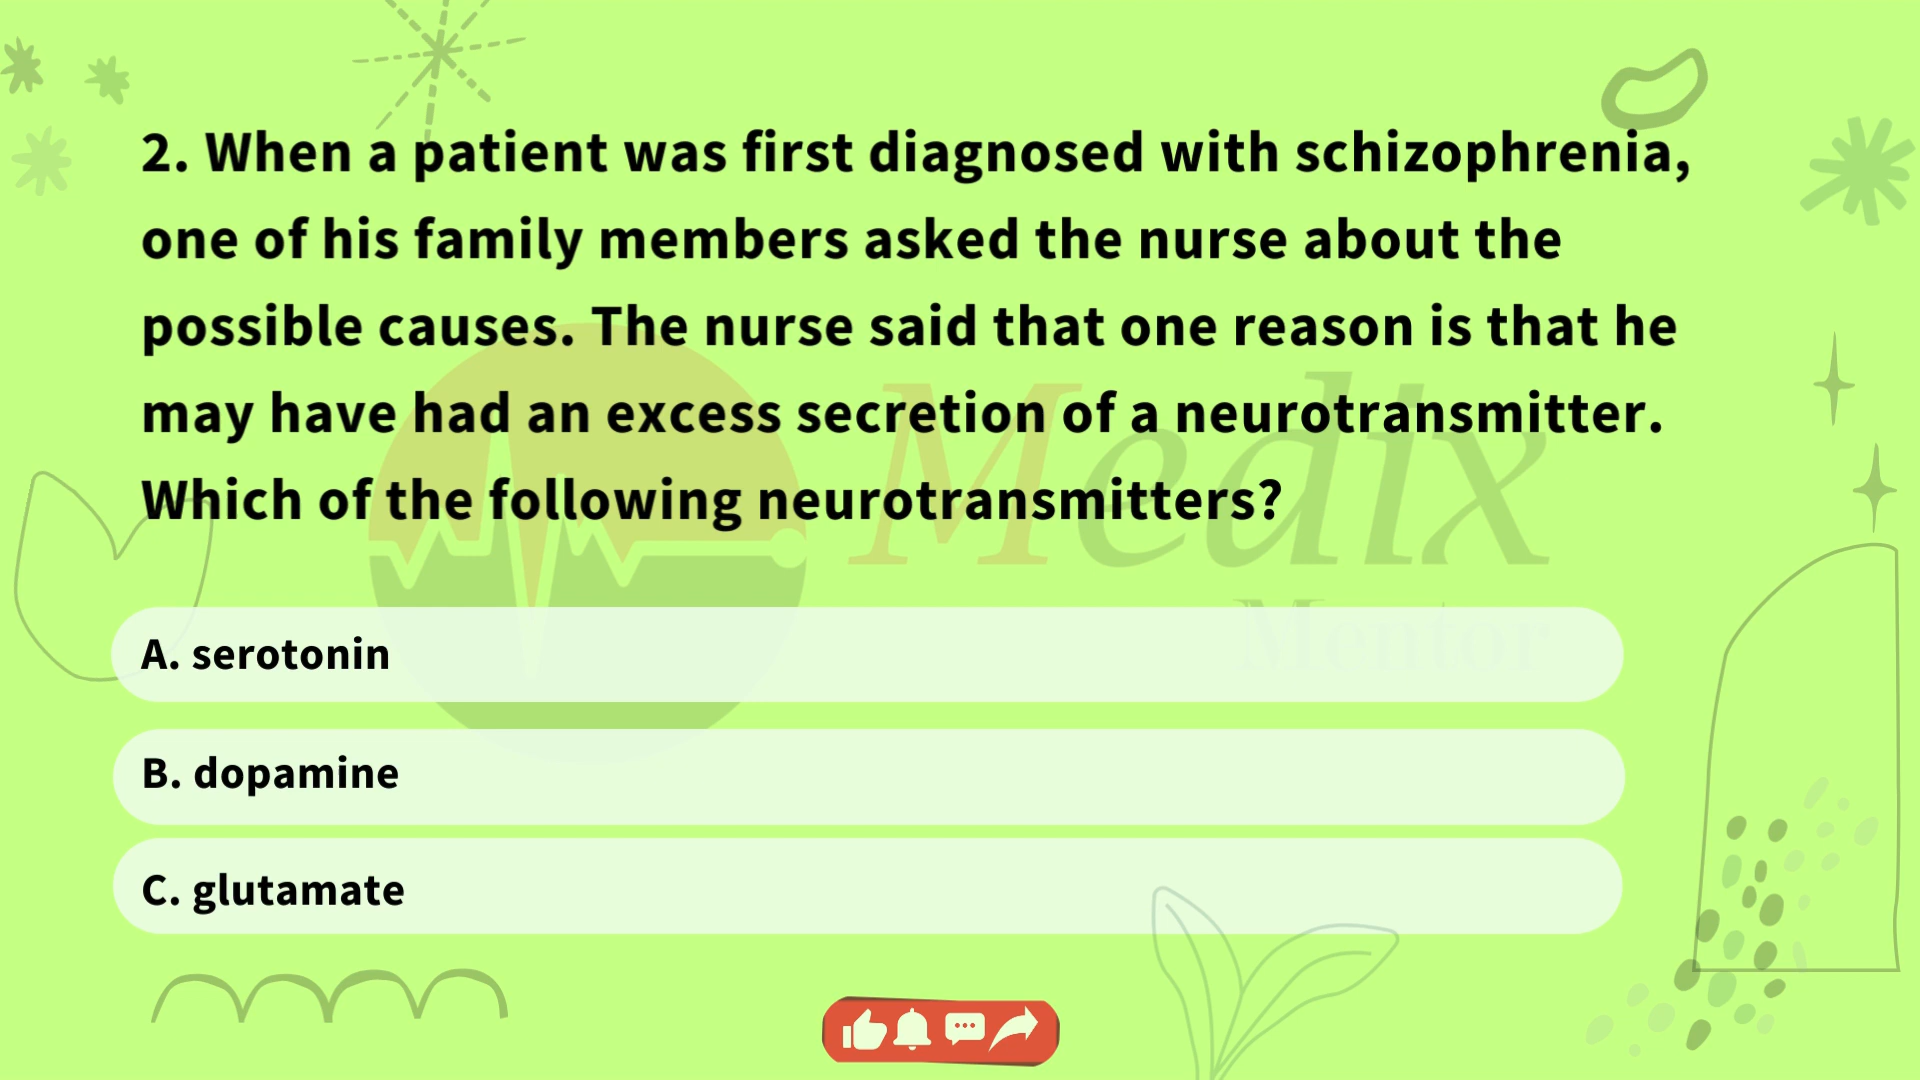 2. When a patient was first diagnosed with schizophrenia,
one of his family members asked the nurse about the
possible causes. The nurse said that one reason is that he
may have had an excess secretion of a neurotransmitter.
Which of the following neurotransmitters?
Medix
Mentor
A. serotonin
B. dopamine
C. glutamate